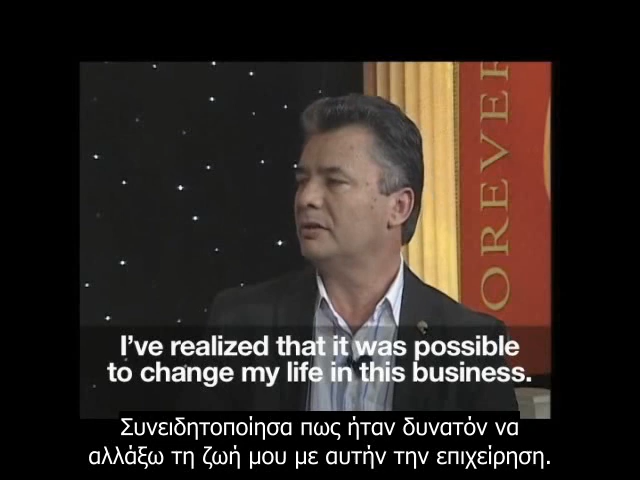 FOREVER
I've realized that it was possible
to change my life in this business.
Συνειδητοποίησα πως ήταν δυνατόν να
αλλάξω τη ζωή μου με αυτήν την επιχείρηση.